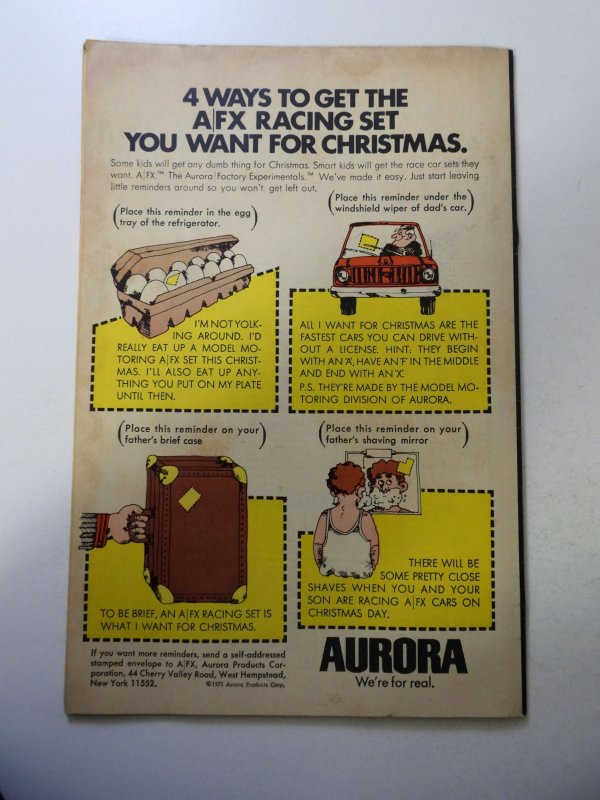 4 WAYS TO GET THE
A|FX RACING SET
YOU WANT FOR CHRISTMAS.
Some kids will get any dumb thing for Christmas. Smart kids will get the race car sets they
want. A|FX.™ The Aurora Factory Experimentals.™ We've made it easy. Just start leaving
little reminders around so you won't get left out.
(Place this reminder in the egg
tray of the refrigerator.)
I'M NOT YOLK-
ING AROUND. I'D
REALLY EAT UP A MODEL MO-
TORING A|FX SET THIS CHRIST-
MAS. I'LL ALSO EAT UP ANY-
THING YOU PUT ON MY PLATE
UNTIL THEN.
(Place this reminder under the
windshield wiper of dad's car.)
ALL I WANT FOR CHRISTMAS ARE THE
FASTEST CARS YOU CAN DRIVE WITH-
OUT A LICENSE. HINT: THEY BEGIN
WITH AN 'A', HAVE AN 'F' IN THE MIDDLE
AND END WITH AN 'X'.
P.S. THEY'RE MADE BY THE MODEL MO-
TORING DIVISION OF AURORA.
(Place this reminder on your
father's brief case)
TO BE BRIEF, AN A|FX RACING SET IS
WHAT I WANT FOR CHRISTMAS.
(Place this reminder on your
father's shaving mirror)
THERE WILL BE
SOME PRETTY CLOSE
SHAVES WHEN YOU AND YOUR
SON ARE RACING A|FX CARS ON
CHRISTMAS DAY.
If you want more reminders, send a self-addressed
stamped envelope to A|FX, Aurora Products Cor-
poration, 44 Cherry Valley Road, West Hempstead,
New York 11552. ©1971 Aurora Products Corp.
AURORA
We're for real.